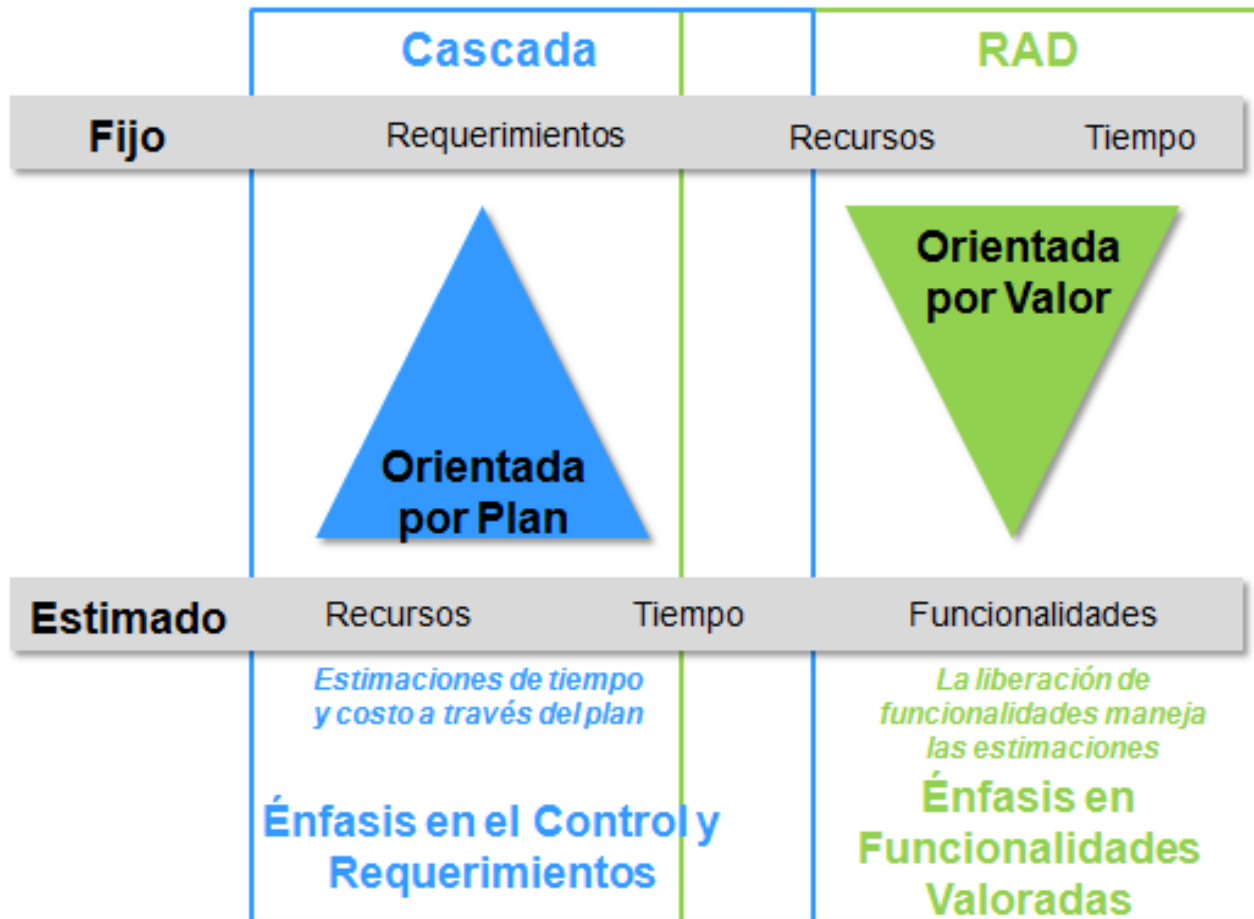 Cascada RAD
Fijo Requerimientos Recursos Tiempo
Orientada
por Plan
Orientada
por Valor
Estimado Recursos Tiempo Funcionalidades
Estimaciones de tiempo
y costo a través del plan
Énfasis en el Control y
Requerimientos
La liberación de
funcionalidades maneja
las estimaciones
Énfasis en
Funcionalidades
Valoradas